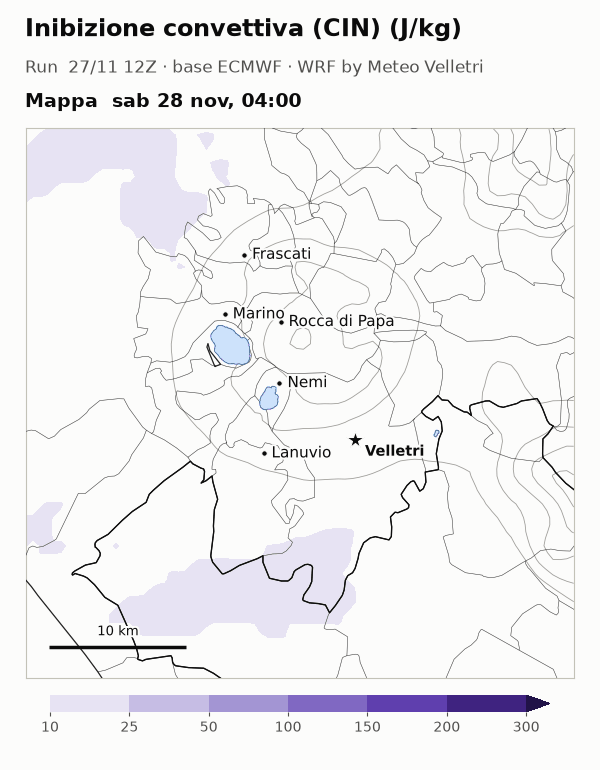 Inibizione convettiva (CIN) (J/kg)
Run  27/11 12Z · base ECMWF · WRF by Meteo Velletri
Mappa  sab 28 nov, 04:00
Frascati
Marino
Rocca di Papa
Nemi
Velletri
Lanuvio
10 km
10 25 50 100 150 200 300